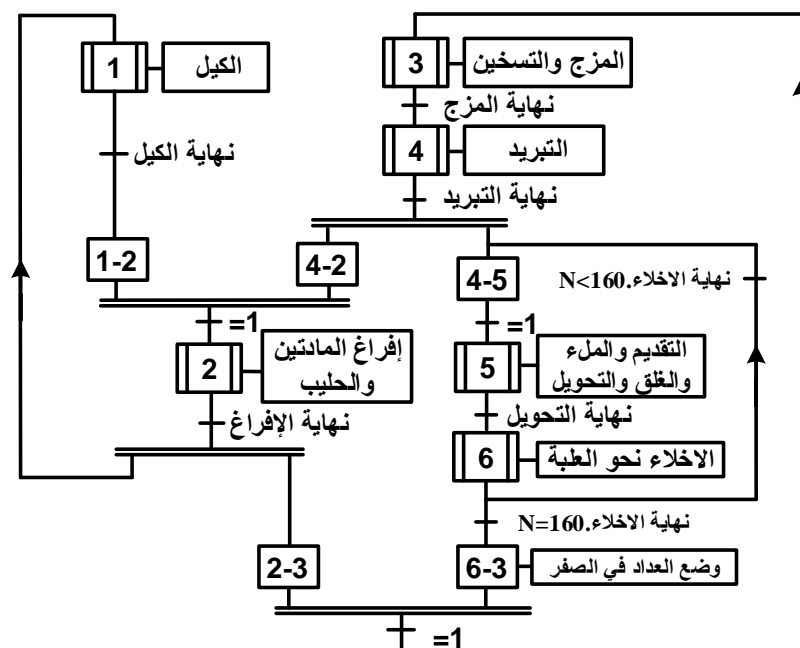 1
الكيل
نهاية الكيل
3
المزج والتسخين
نهاية المزج
4
التبريد
نهاية التبريد
1-2
4-2
4-5
نهاية الاخلاء.N<160
=1
2
إفراغ المادتين
والحليب
نهاية الإفراغ
=1
5
التقديم والملء
والغلق والتحويل
نهاية التحويل
6
الاخلاء نحو العلبة
نهاية الاخلاء.N=160
2-3
6-3
وضع العداد في الصفر
=1